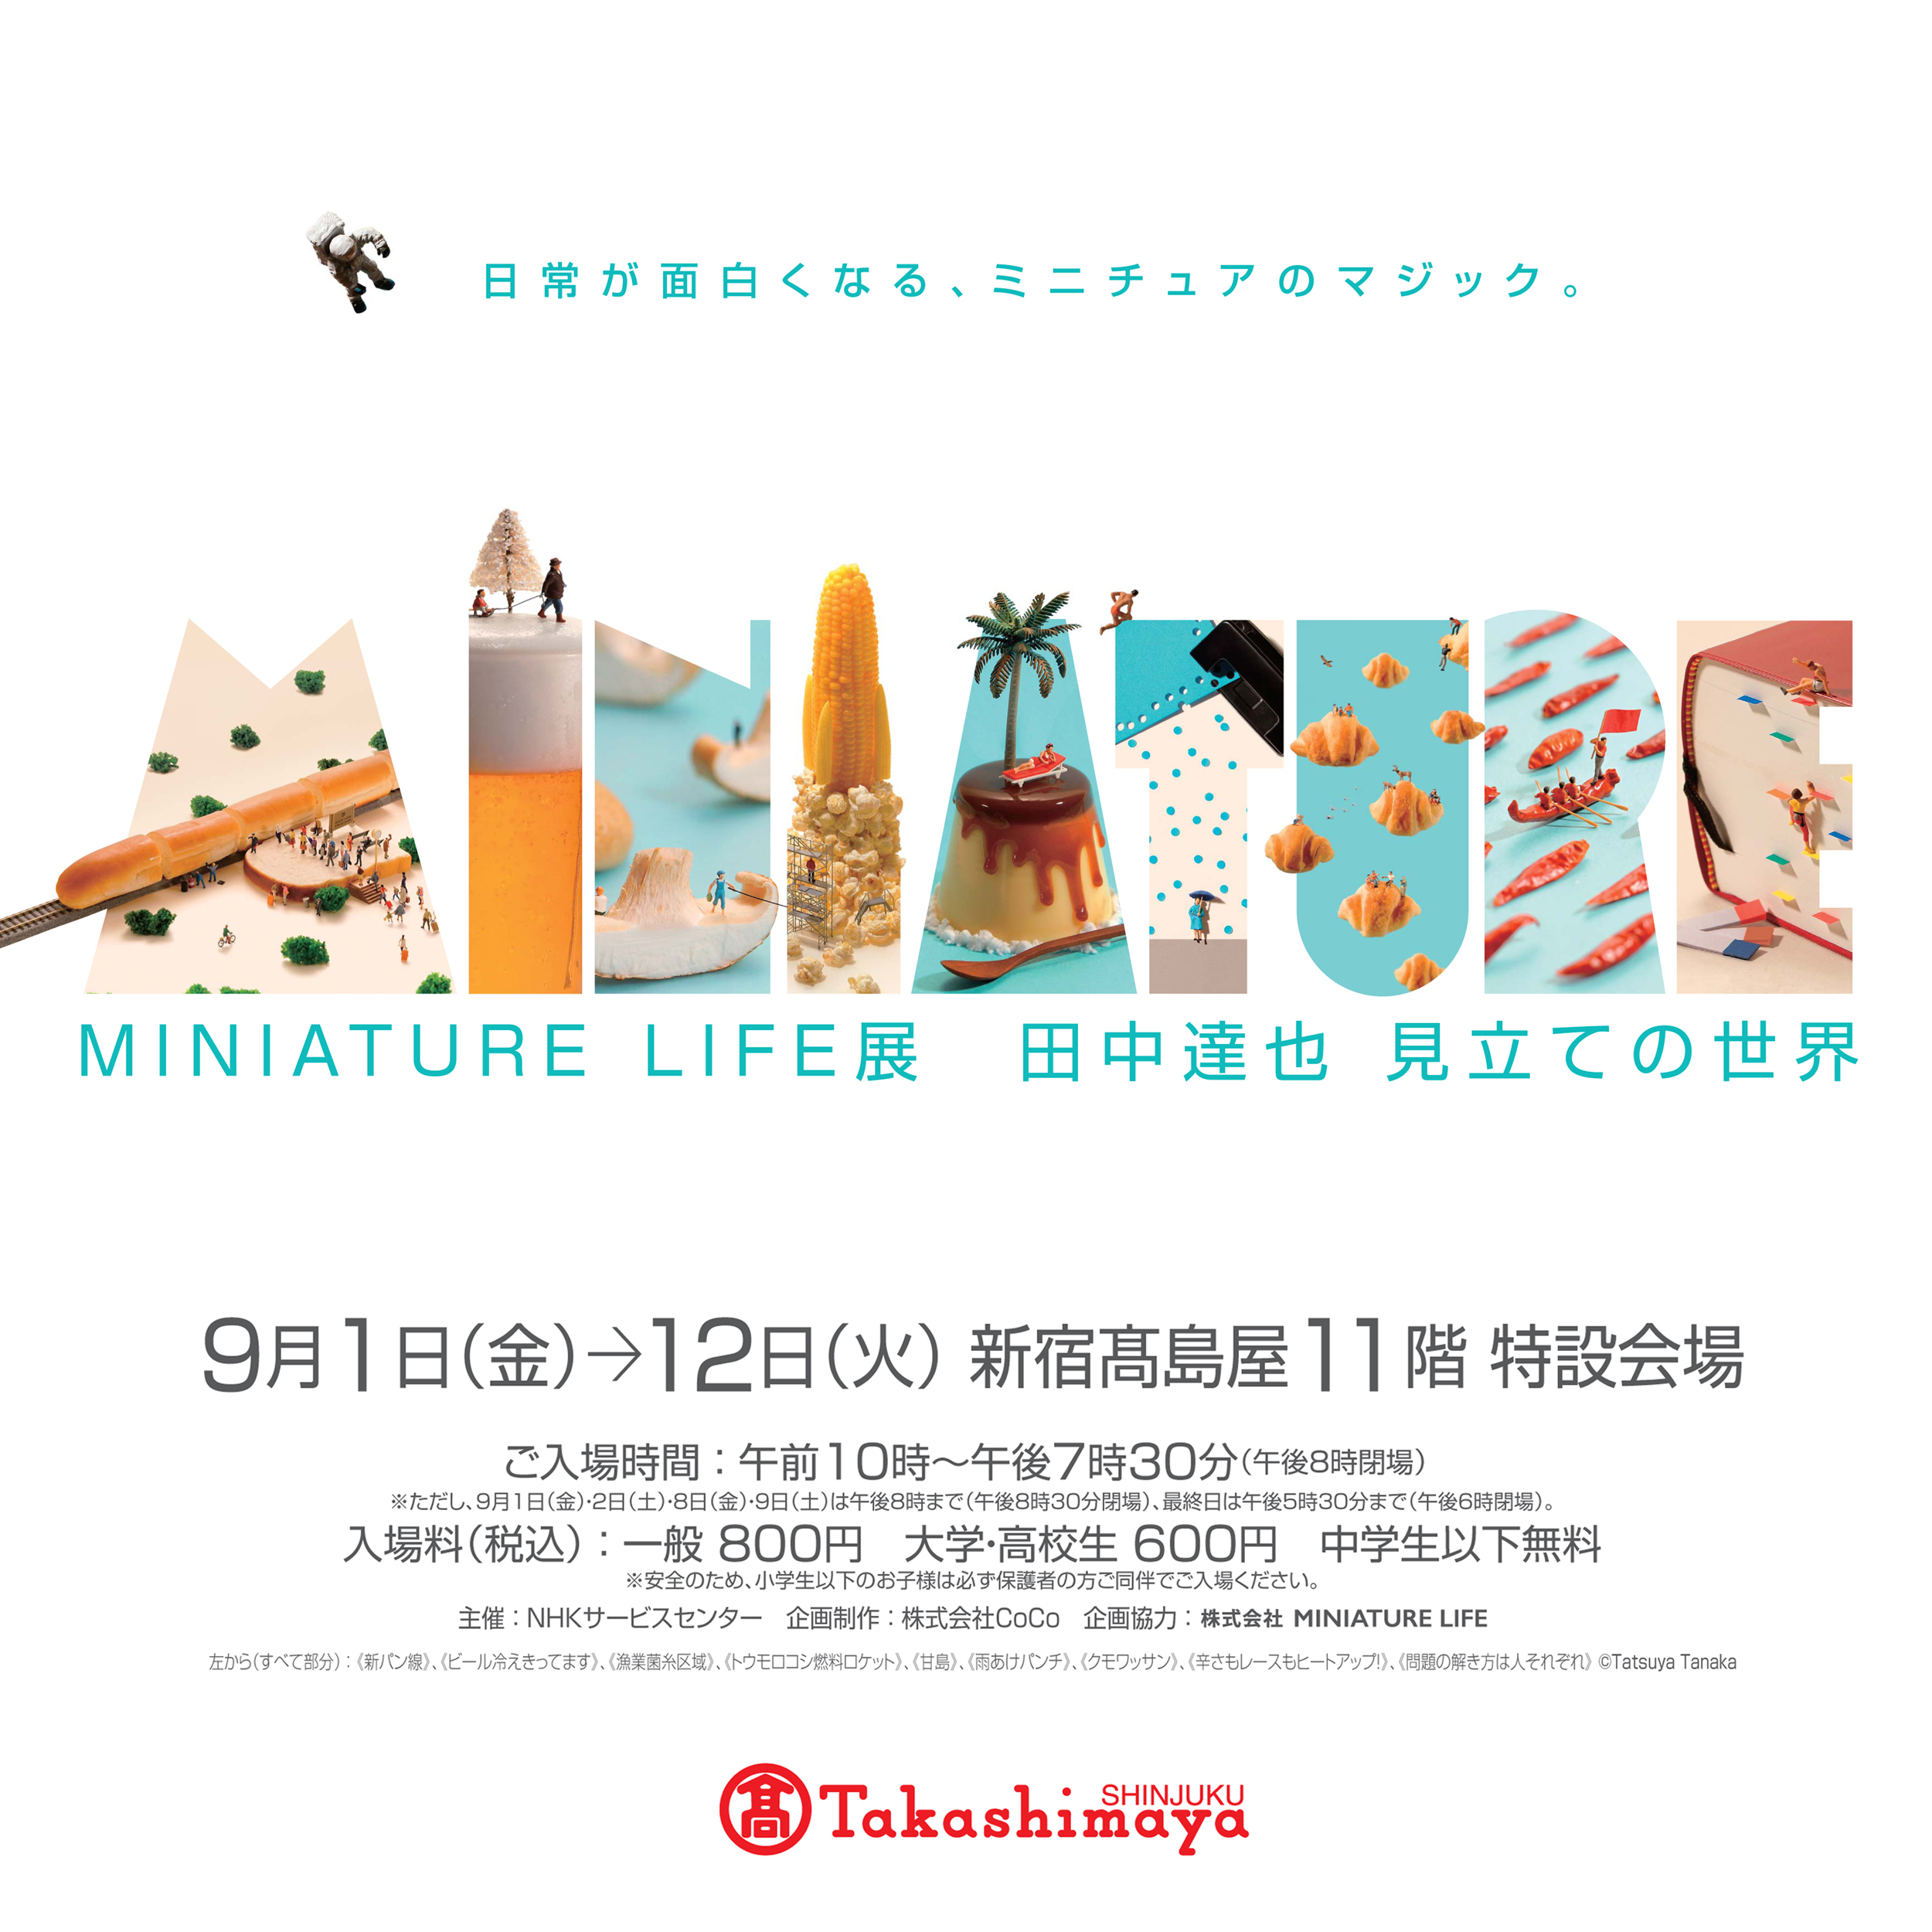 日常が面白くなる、ミニチュアのマジック。
MINIATURE
MINIATURE LIFE展　田中達也 見立ての世界
9月1日(金)→12日(火) 新宿髙島屋11階 特設会場
ご入場時間：午前10時〜午後7時30分(午後8時閉場)
※ただし、9月1日(金)・2日(土)・8日(金)・9日(土)は午後8時まで(午後8時30分閉場)、最終日は午後5時30分まで(午後6時閉場)。
入場料(税込)：一般 800円　大学・高校生 600円　中学生以下無料
※安全のため、小学生以下のお子様は必ず保護者の方ご同伴でご入場ください。
主催：NHKサービスセンター　企画制作：株式会社CoCo　企画協力：株式会社 MINIATURE LIFE
左から(すべて部分)：《新パン線》、《ビール冷えきってます》、《漁業菌糸区域》、《トウモロコシ燃料ロケット》、《甘島》、《雨あけパンチ》、《クモワッサン》、《辛さもレースもヒートアップ!》、《問題の解き方は人それぞれ》 ©Tatsuya Tanaka
髙 Takashimaya SHINJUKU